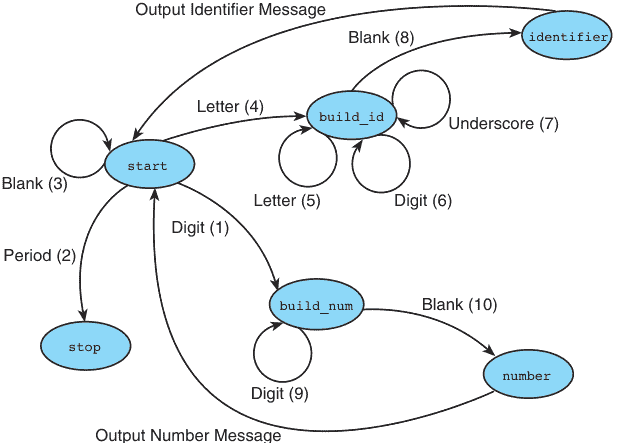 Output Identifier Message
Blank (8)
identifier
Letter (4)
build_id
Underscore (7)
start
Blank (3)
Letter (5)
Digit (6)
Digit (1)
Period (2)
build_num
Blank (10)
stop
number
Digit (9)
Output Number Message